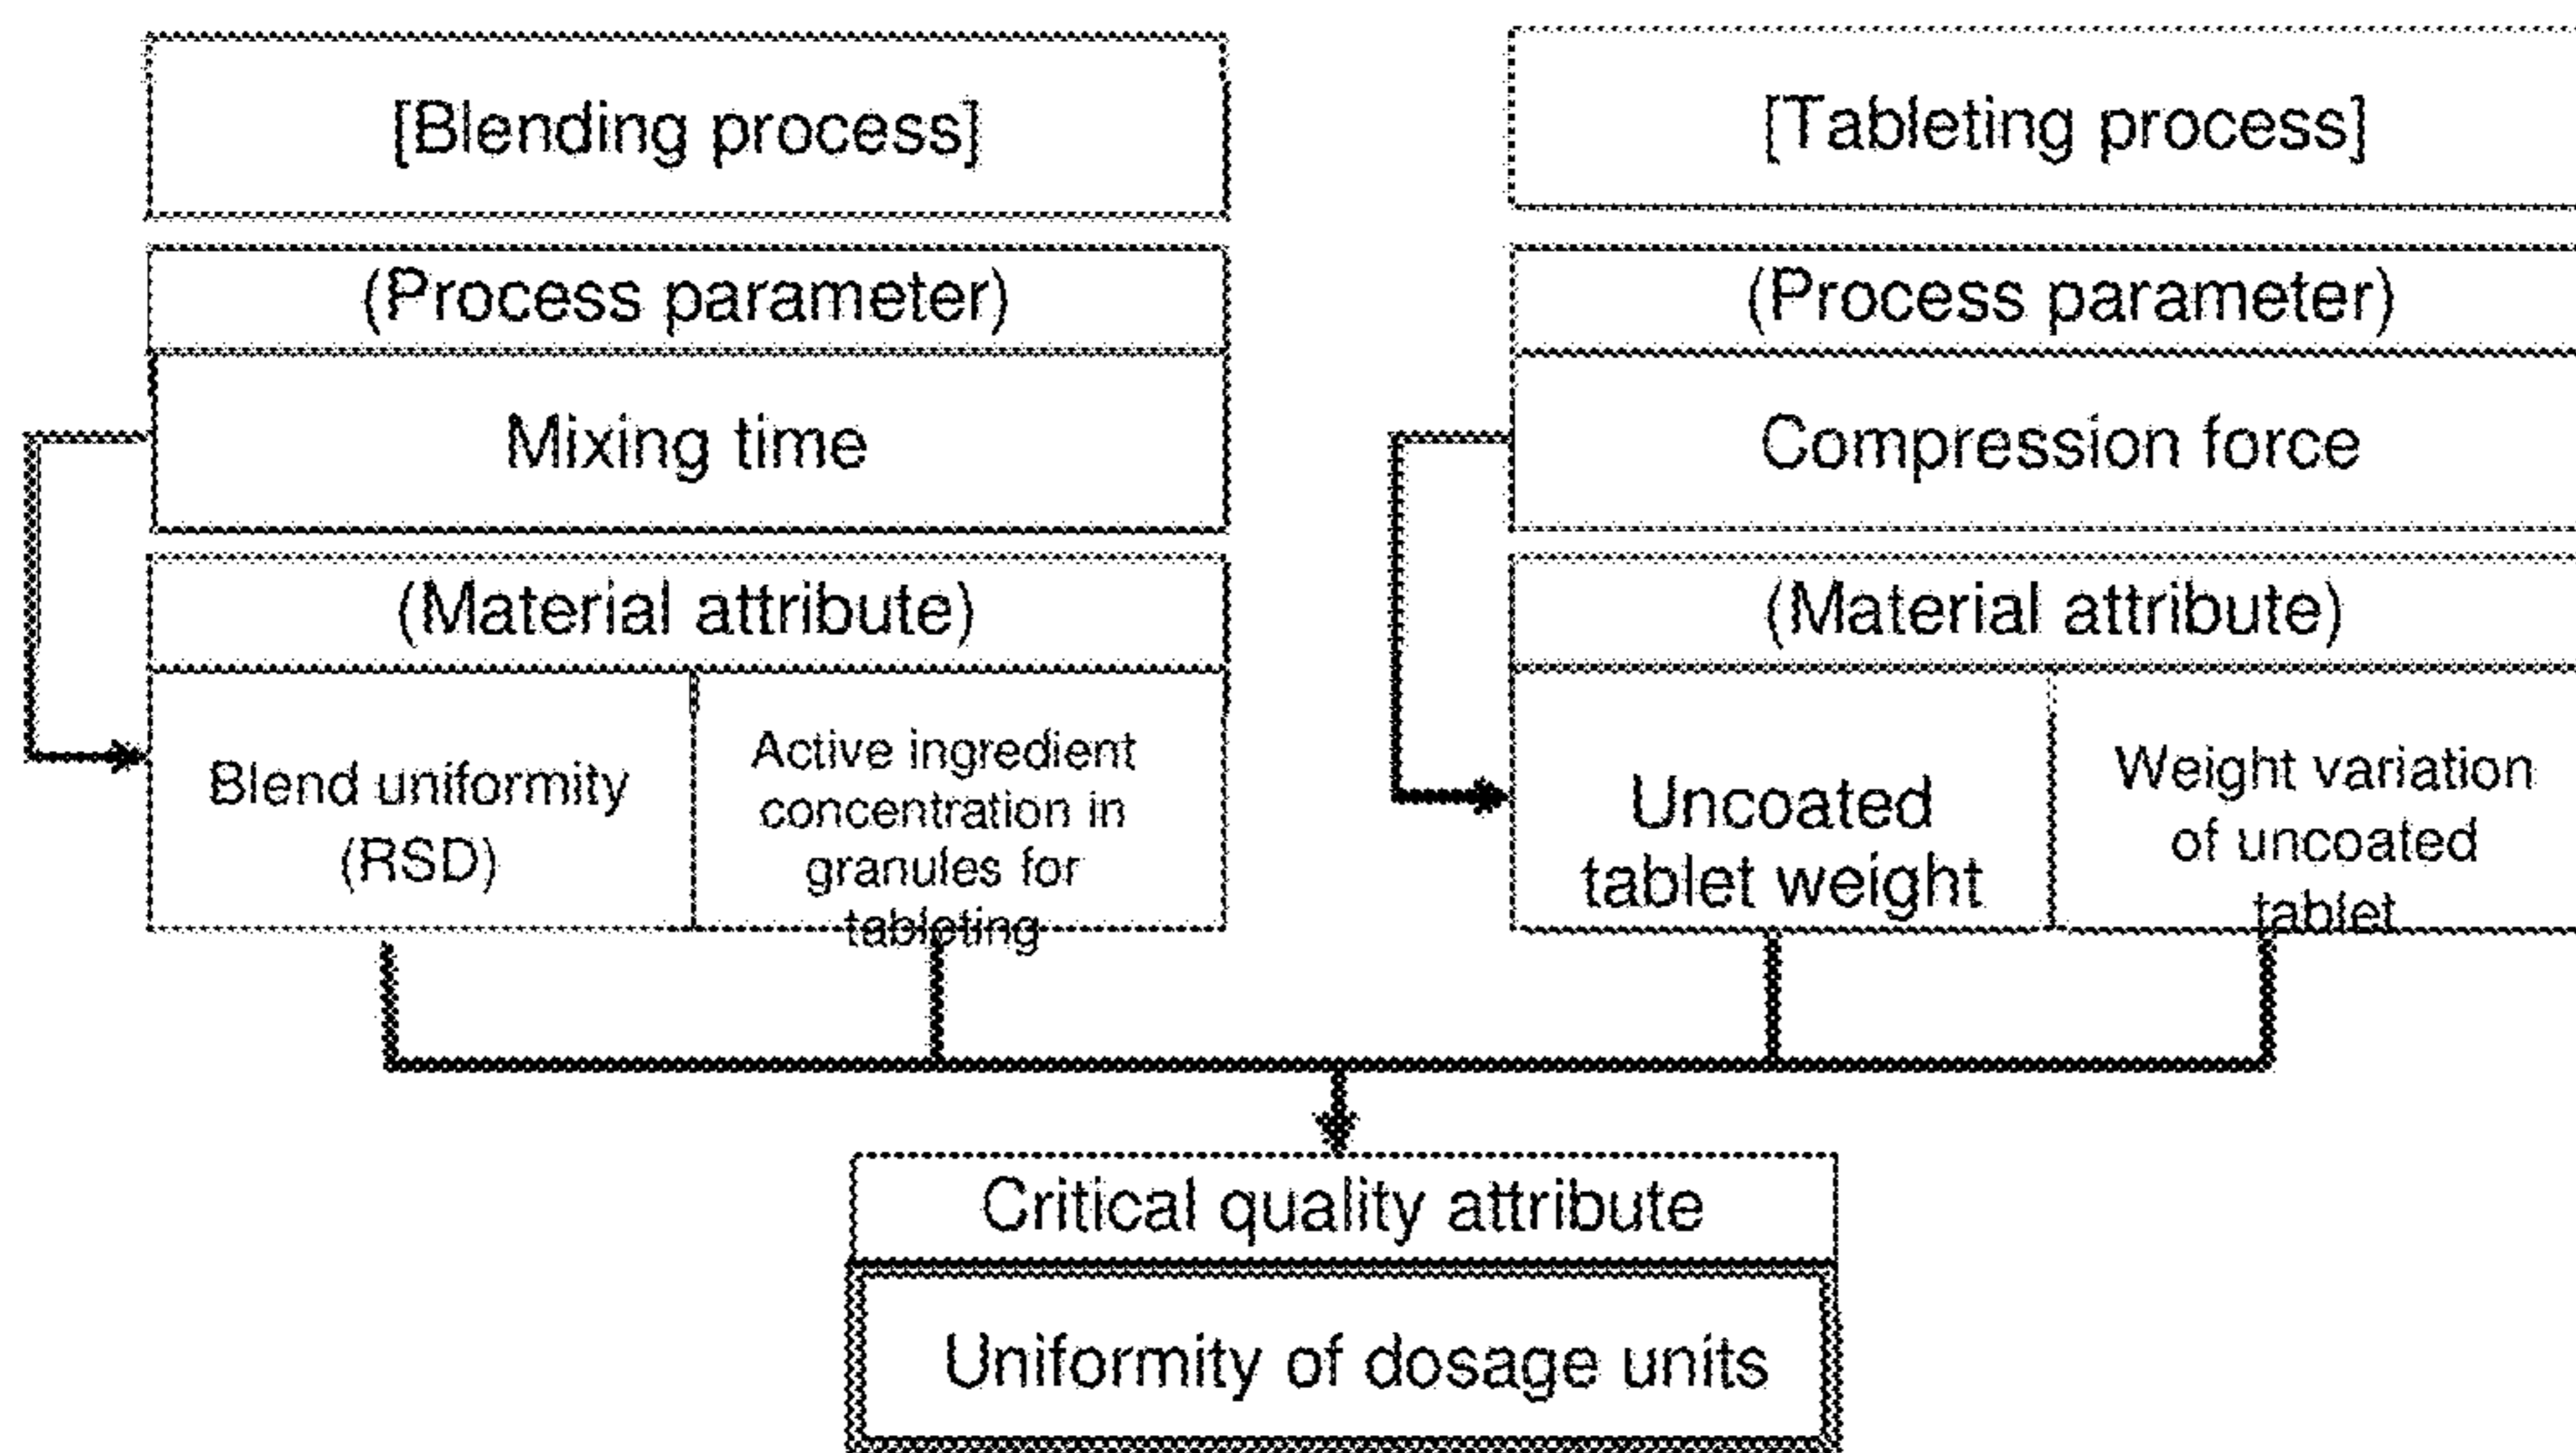 [Blending process]
(Process parameter)
Mixing time
(Material attribute)
Blend uniformity
(RSD)
Active ingredient
concentration in
granules for
tableting
[Tableting process]
(Process parameter)
Compression force
(Material attribute)
Uncoated
tablet weight
Weight variation
of uncoated
tablet
Critical quality attribute
Uniformity of dosage units